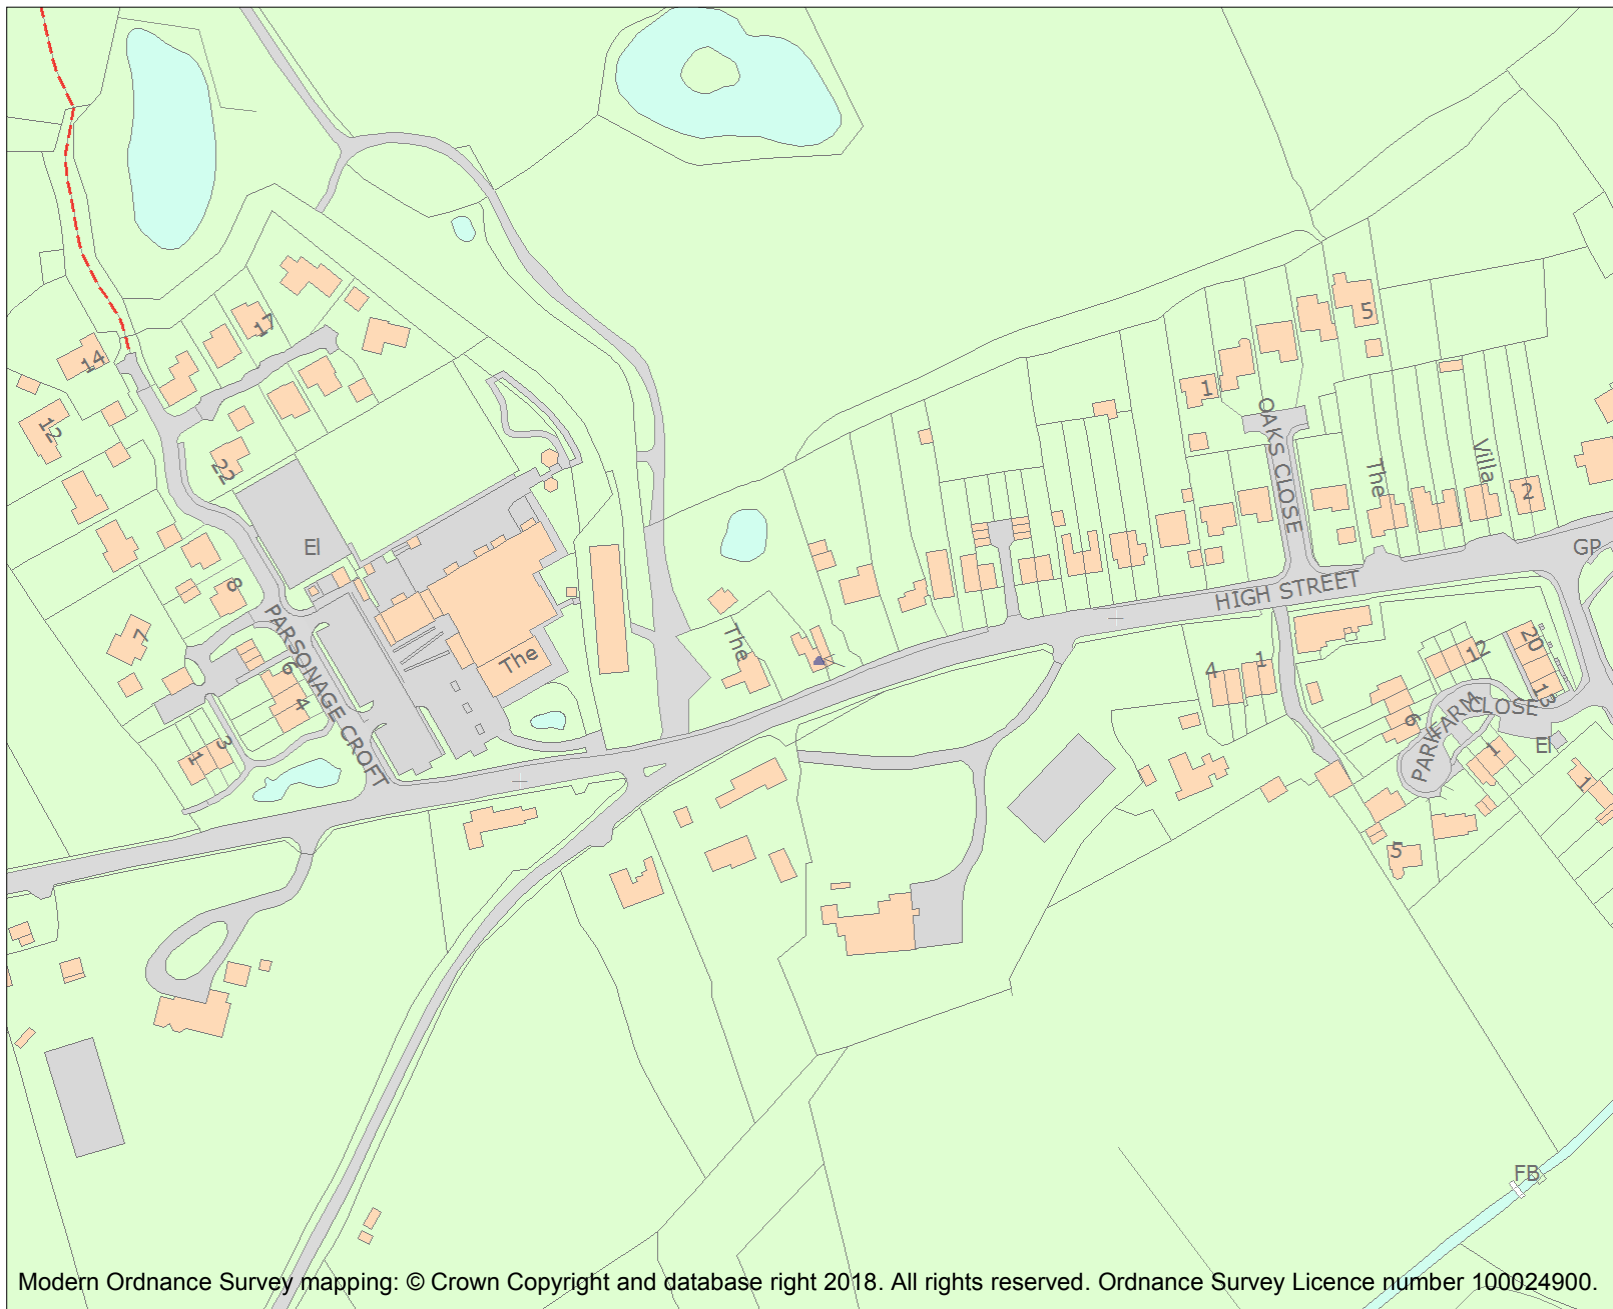 5
17
14
1
OAKS CLOSE
12
The
Villa
22
2
El
GP
8
HIGH STREET
PARSONAGE CROFT
7
The
The
20
12
6
4
1
4
13
PARK FARM CLOSE
6
3
1
El
1
1
5
FB
Modern Ordnance Survey mapping: © Crown Copyright and database right 2018. All rights reserved. Ordnance Survey Licence number 100024900.